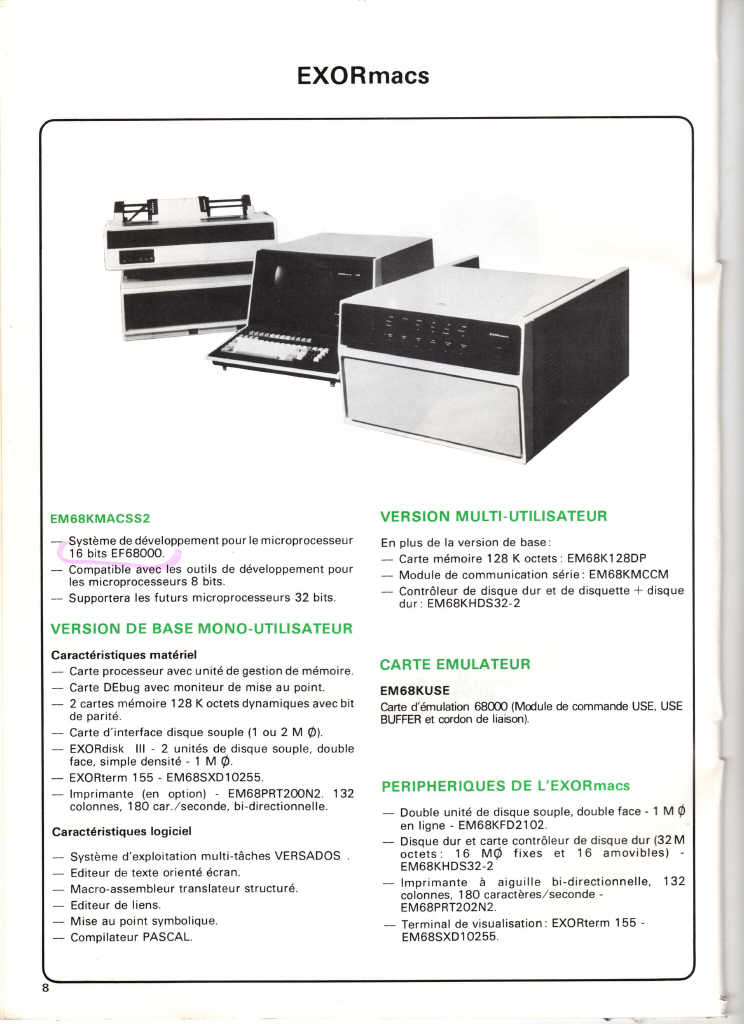 EXORmacs
EM68KMACSS2
— Système de développement pour le microprocesseur
16 bits EF68000.
— Compatible avec les outils de développement pour
les microprocesseurs 8 bits.
— Supportera les futurs microprocesseurs 32 bits.
VERSION DE BASE MONO-UTILISATEUR
Caractéristiques matériel
— Carte processeur avec unité de gestion de mémoire.
— Carte DEbug avec moniteur de mise au point.
— 2 cartes mémoire 128 K octets dynamiques avec bit
de parité.
— Carte d'interface disque souple (1 ou 2 M Ø).
— EXORdisk III - 2 unités de disque souple, double
face, simple densité - 1 M Ø.
— EXORterm 155 - EM68SXD10255.
— Imprimante (en option) - EM68PRT200N2. 132
colonnes, 180 car./seconde, bi-directionnelle.
Caractéristiques logiciel
— Système d'exploitation multi-tâches VERSADOS .
— Editeur de texte orienté écran.
— Macro-assembleur translateur structuré.
— Editeur de liens.
— Mise au point symbolique.
— Compilateur PASCAL.
VERSION MULTI-UTILISATEUR
En plus de la version de base :
— Carte mémoire 128 K octets : EM68K128DP
— Module de communication série : EM68KMCCM
— Contrôleur de disque dur et de disquette + disque
dur : EM68KHDS32-2
CARTE EMULATEUR
EM68KUSE
Carte d'émulation 68000 (Module de commande USE, USE
BUFFER et cordon de liaison).
PERIPHERIQUES DE L'EXORmacs
— Double unité de disque souple, double face - 1 M Ø
en ligne - EM68KFD2102.
— Disque dur et carte contrôleur de disque dur (32 M
octets : 16 MØ fixes et 16 amovibles) -
EM68KHDS32-2
— Imprimante à aiguille bi-directionnelle, 132
colonnes, 180 caractères/seconde -
EM68PRT202N2.
— Terminal de visualisation : EXORterm 155 -
EM68SXD10255.
8